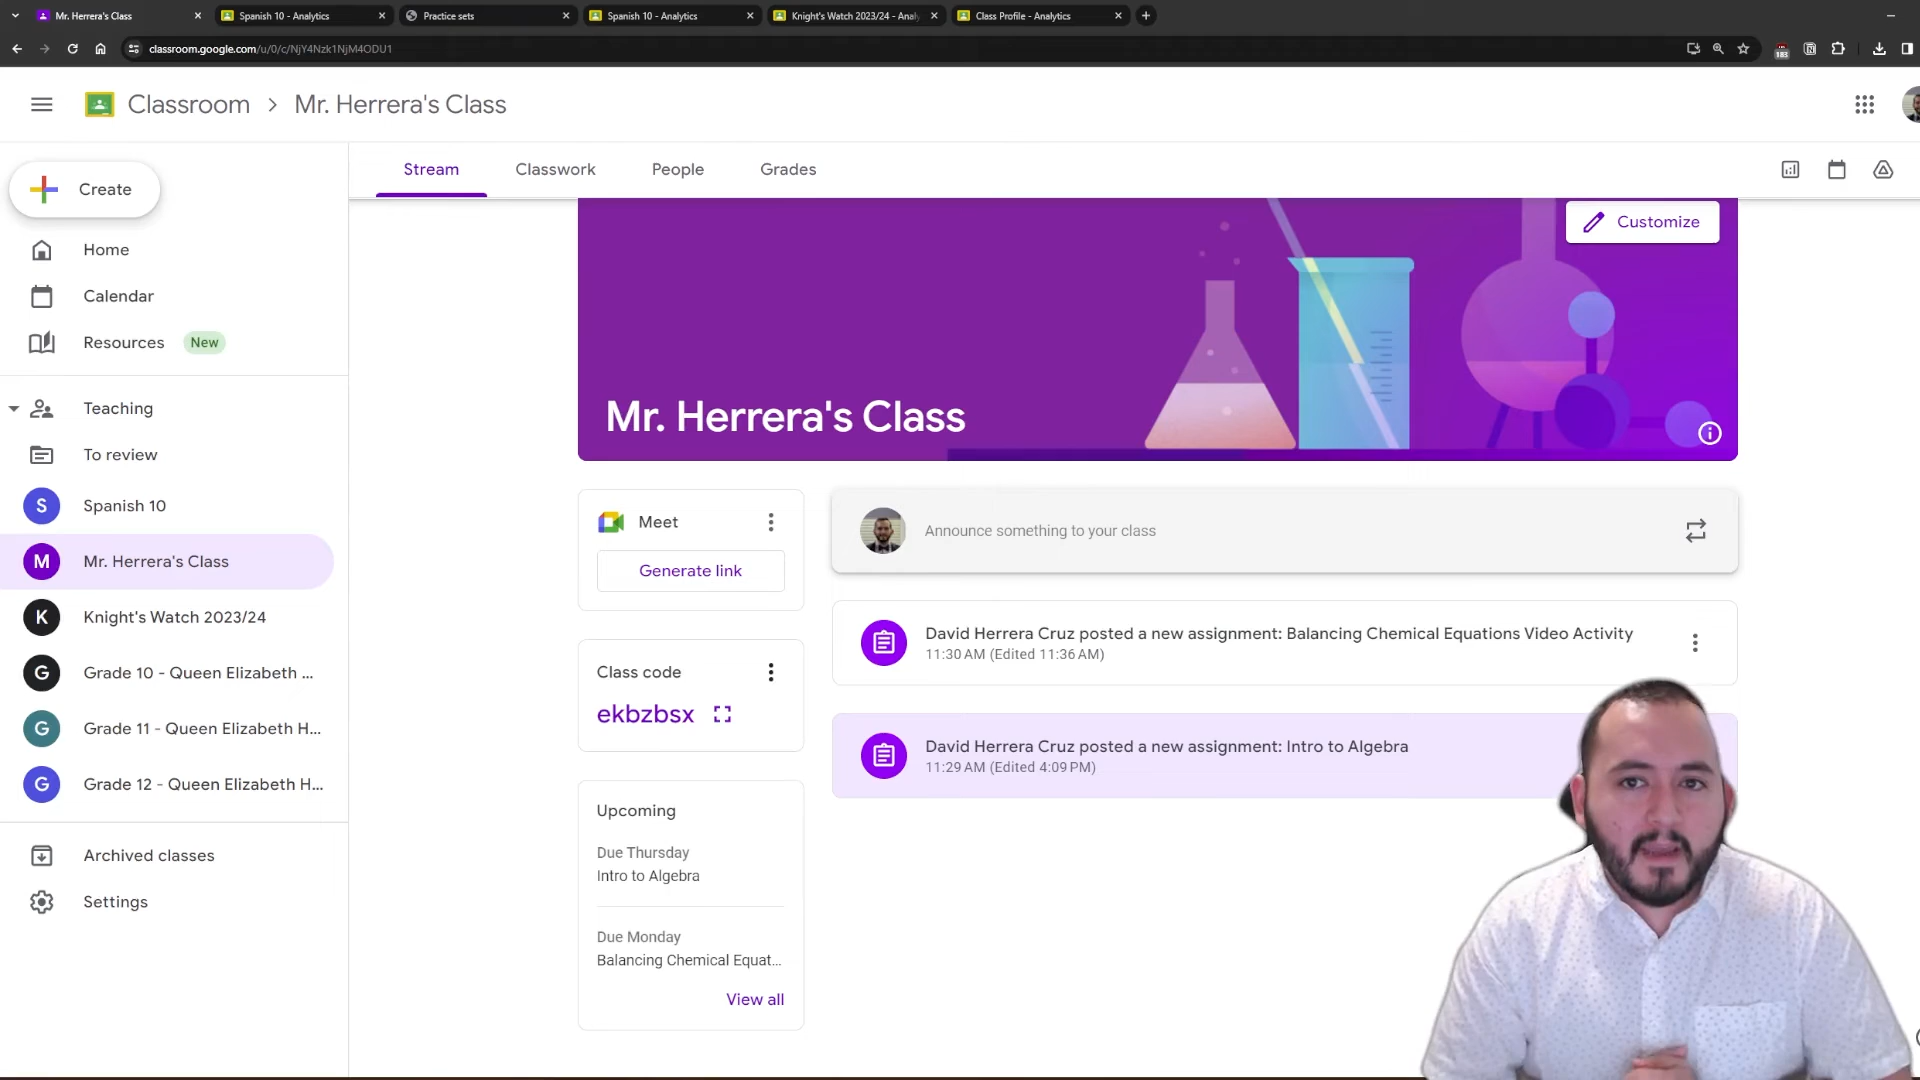 Mr. Herrera's Class
Spanish 10 - Analytics
Practice sets
Spanish 10 - Analytics
Knight's Watch 2023/24 - Anal
Class Profile - Analytics
classroom.google.com/u/0/c/NjY4Nzk1NjM4ODU1
183
Classroom > Mr. Herrera's Class
Create
Stream
Classwork
People
Grades
Home
Calendar
Resources New
Teaching
To review
Spanish 10
S
Mr. Herrera's Class
M
Knight's Watch 2023/24
K
Grade 10 - Queen Elizabeth ...
G
Grade 11 - Queen Elizabeth H...
G
Grade 12 - Queen Elizabeth H...
G
Archived classes
Settings
Customize
Mr. Herrera's Class
Meet
Generate link
Class code
ekbzbsx
Upcoming
Due Thursday
Intro to Algebra
Due Monday
Balancing Chemical Equat...
View all
Announce something to your class
David Herrera Cruz posted a new assignment: Balancing Chemical Equations Video Activity
11:30 AM (Edited 11:36 AM)
David Herrera Cruz posted a new assignment: Intro to Algebra
11:29 AM (Edited 4:09 PM)